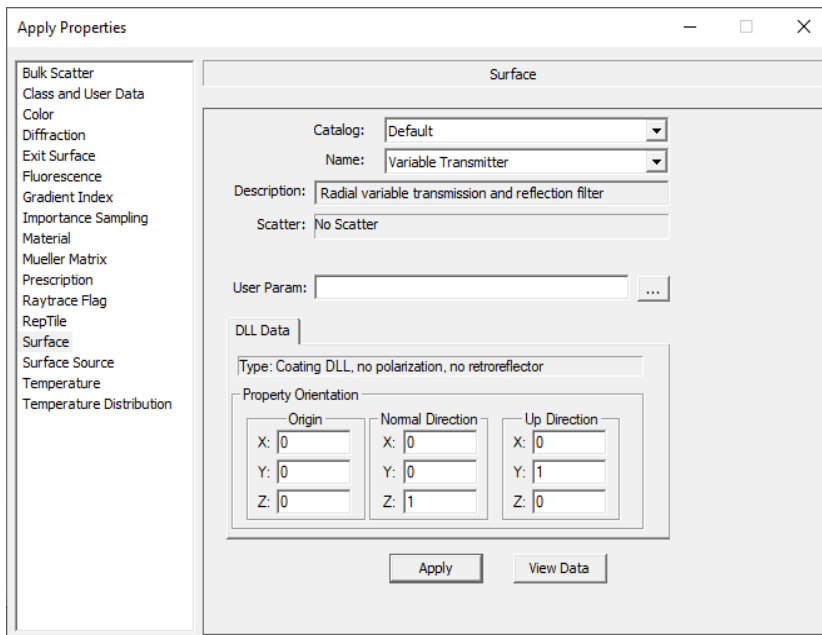 Apply Properties
Bulk Scatter
Class and User Data
Color
Diffraction
Exit Surface
Fluorescence
Gradient Index
Importance Sampling
Material
Mueller Matrix
Prescription
Raytrace Flag
RepTile
Surface
Surface Source
Temperature
Temperature Distribution
Surface
Catalog: Default
Name: Variable Transmitter
Description: Radial variable transmission and reflection filter
Scatter: No Scatter
User Param: ...
DLL Data
Type: Coating DLL, no polarization, no retroreflector
Property Orientation
Origin Normal Direction Up Direction
X: 0 X: 0 X: 0
Y: 0 Y: 0 Y: 1
Z: 0 Z: 1 Z: 0
Apply View Data